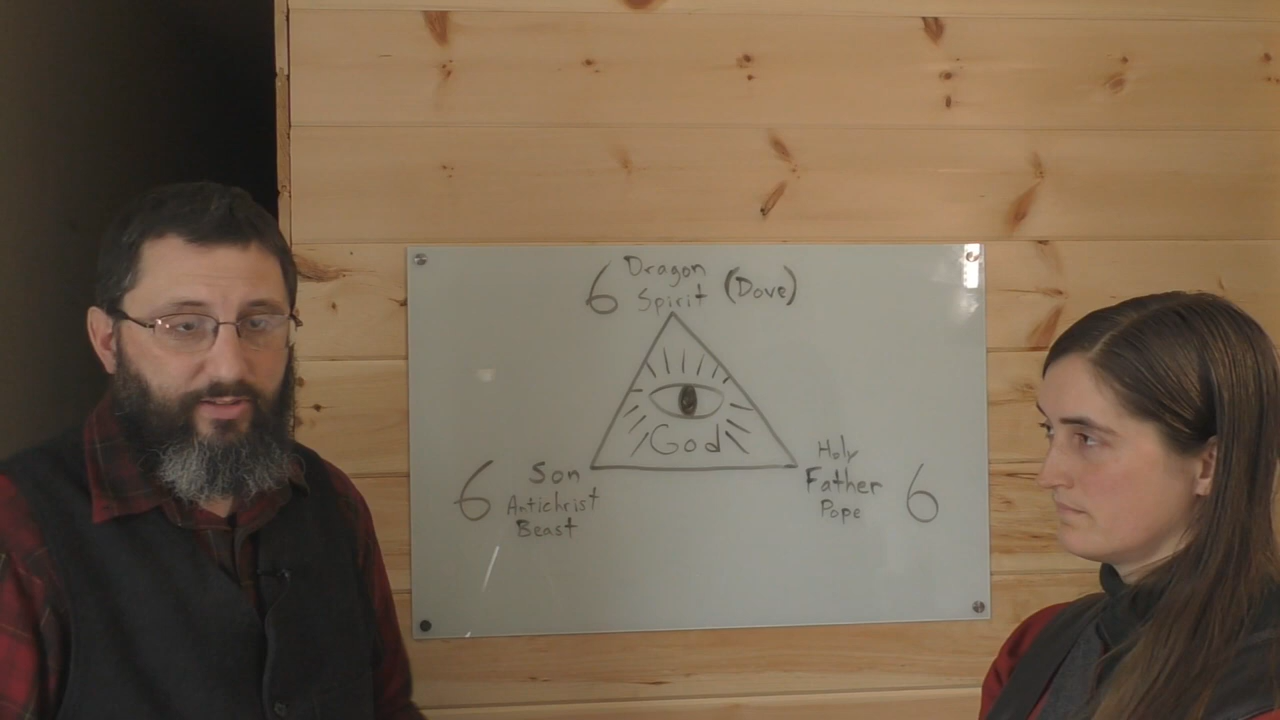 6 Dragon
Spirit (Dove)
God
Son
Antichrist
Beast
6
Holy
Father
Pope
6